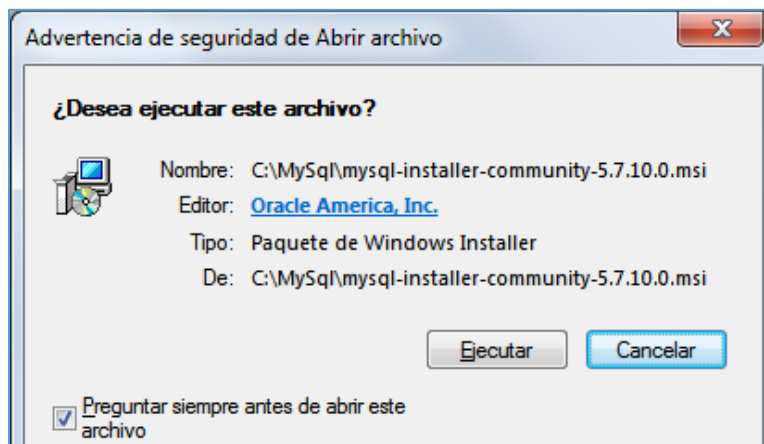 Advertencia de seguridad de Abrir archivo
¿Desea ejecutar este archivo?
Nombre: C:\MySql\mysql-installer-community-5.7.10.0.msi
Editor: Oracle America, Inc.
Tipo: Paquete de Windows Installer
De: C:\MySql\mysql-installer-community-5.7.10.0.msi
Ejecutar Cancelar
Preguntar siempre antes de abrir este
archivo